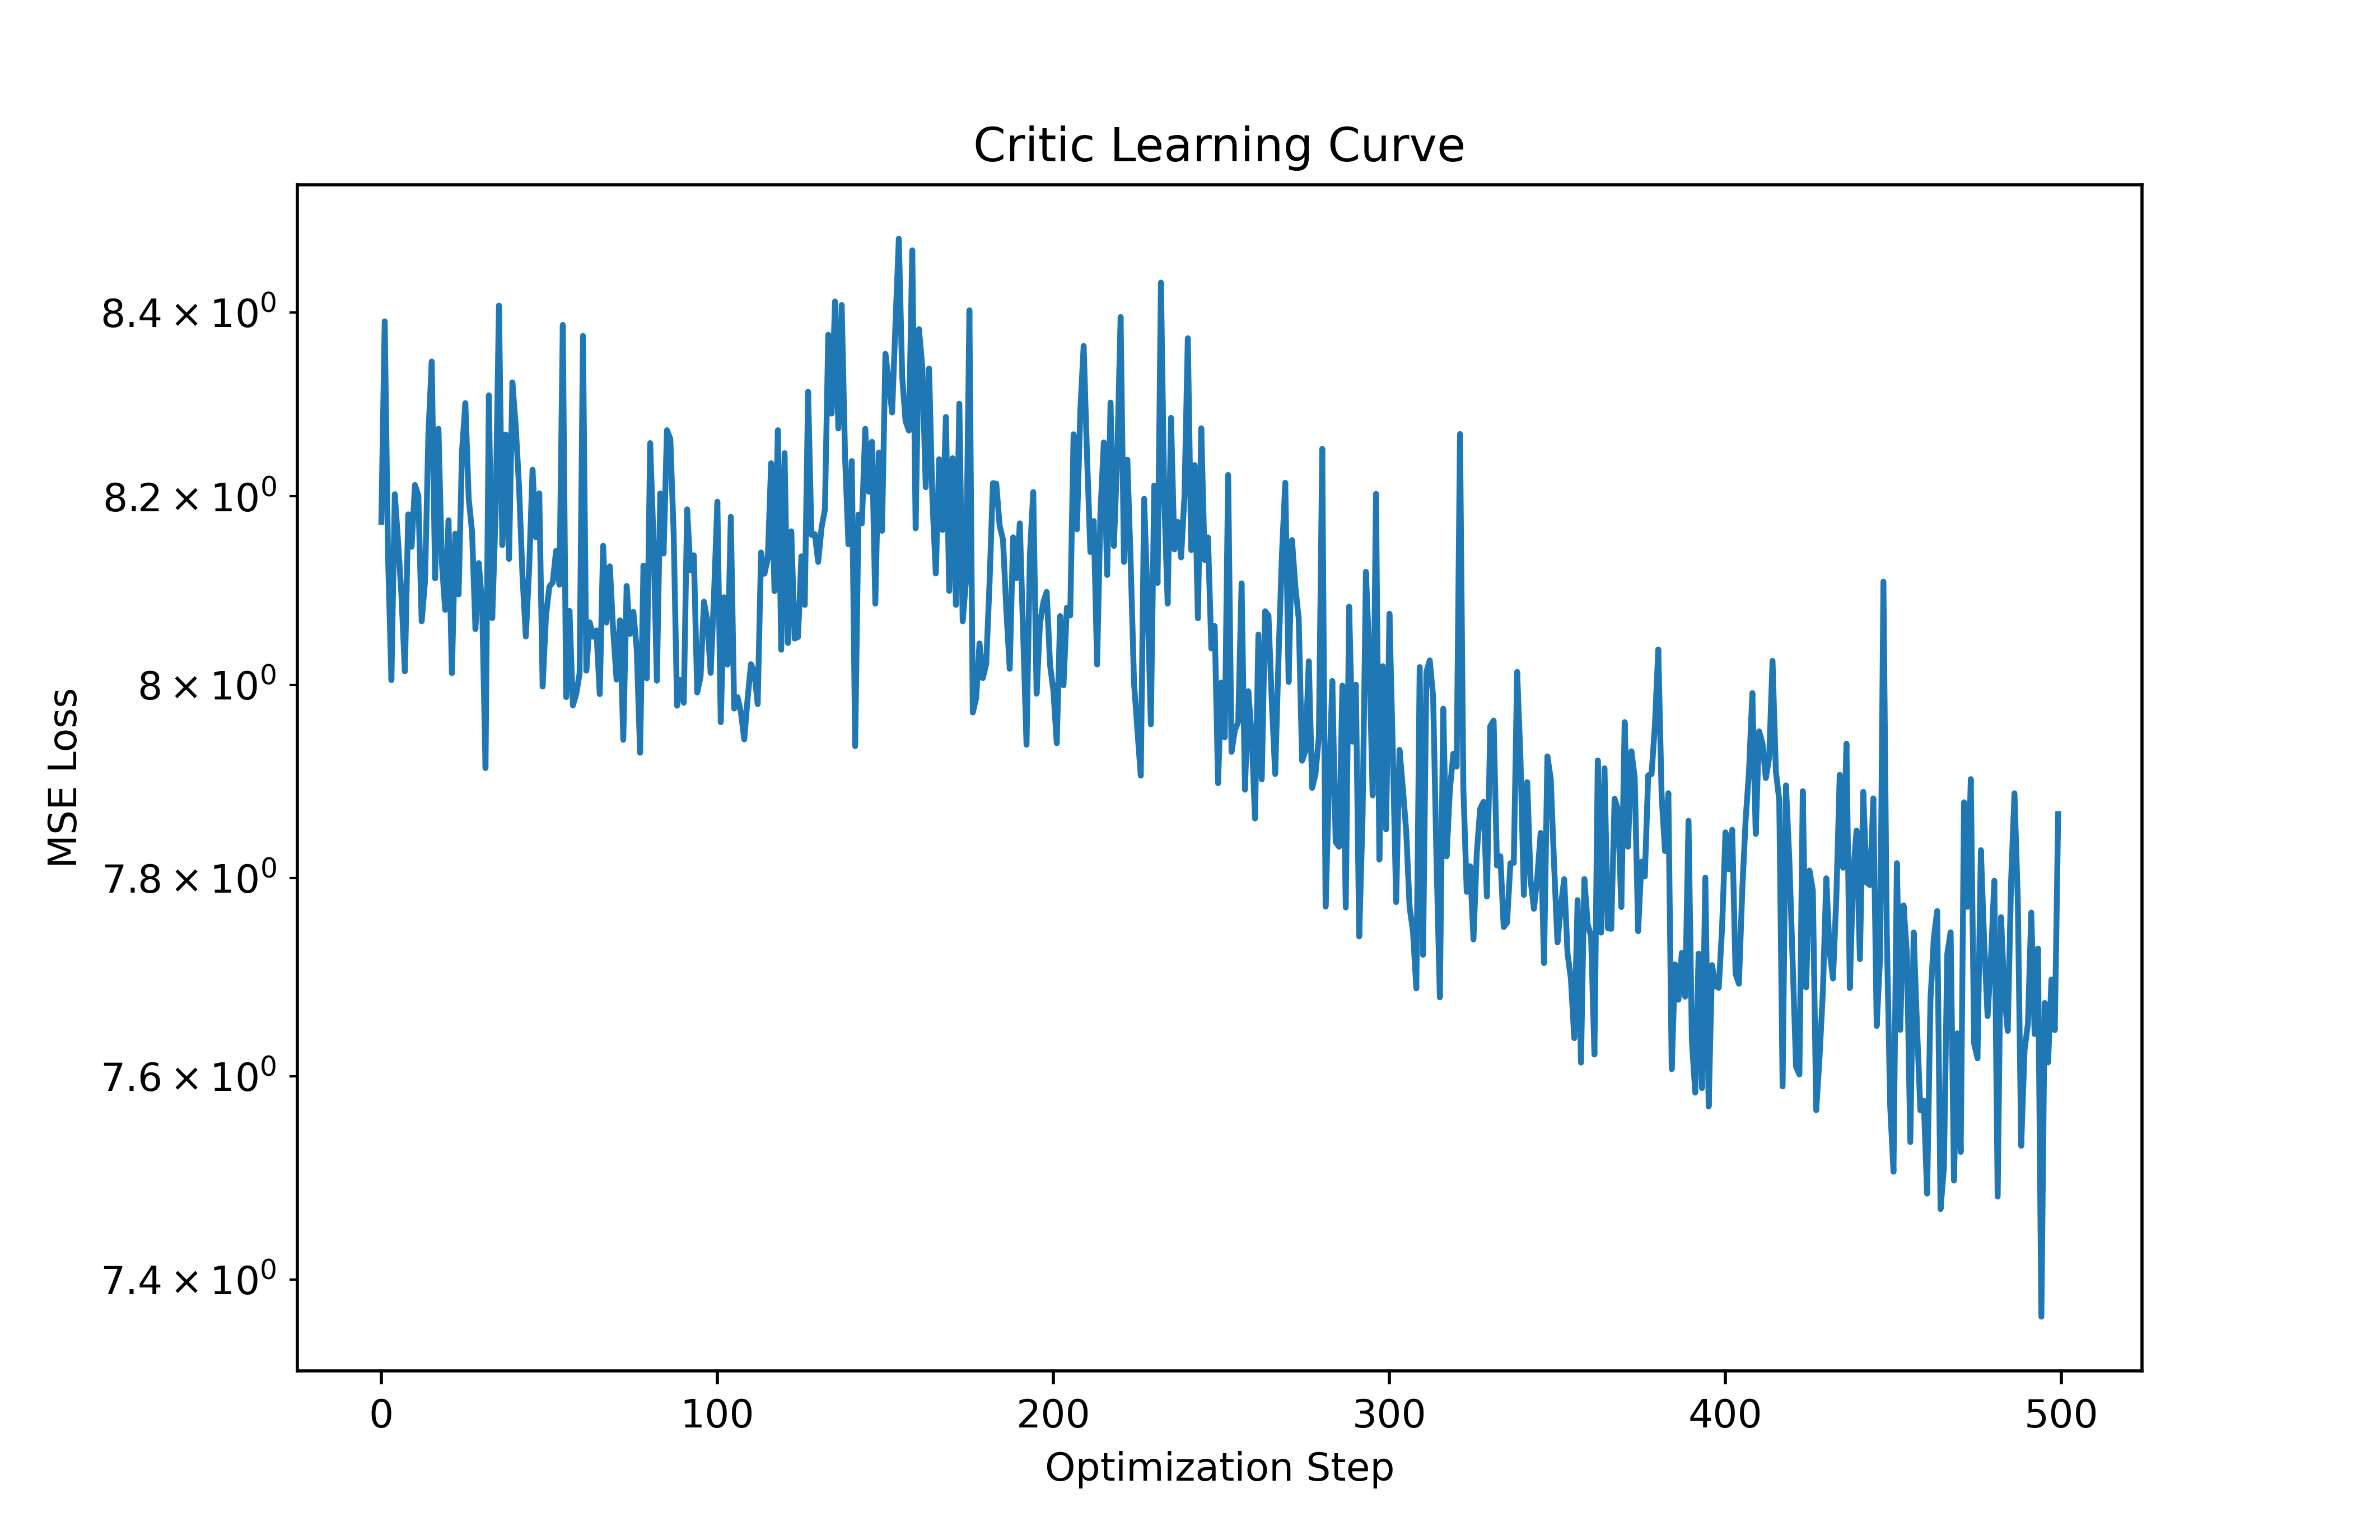 Critic Learning Curve
8.4 × 10⁰
8.2 × 10⁰
8 × 10⁰
7.8 × 10⁰
7.6 × 10⁰
7.4 × 10⁰
MSE Loss
0 100 200 300 400 500
Optimization Step